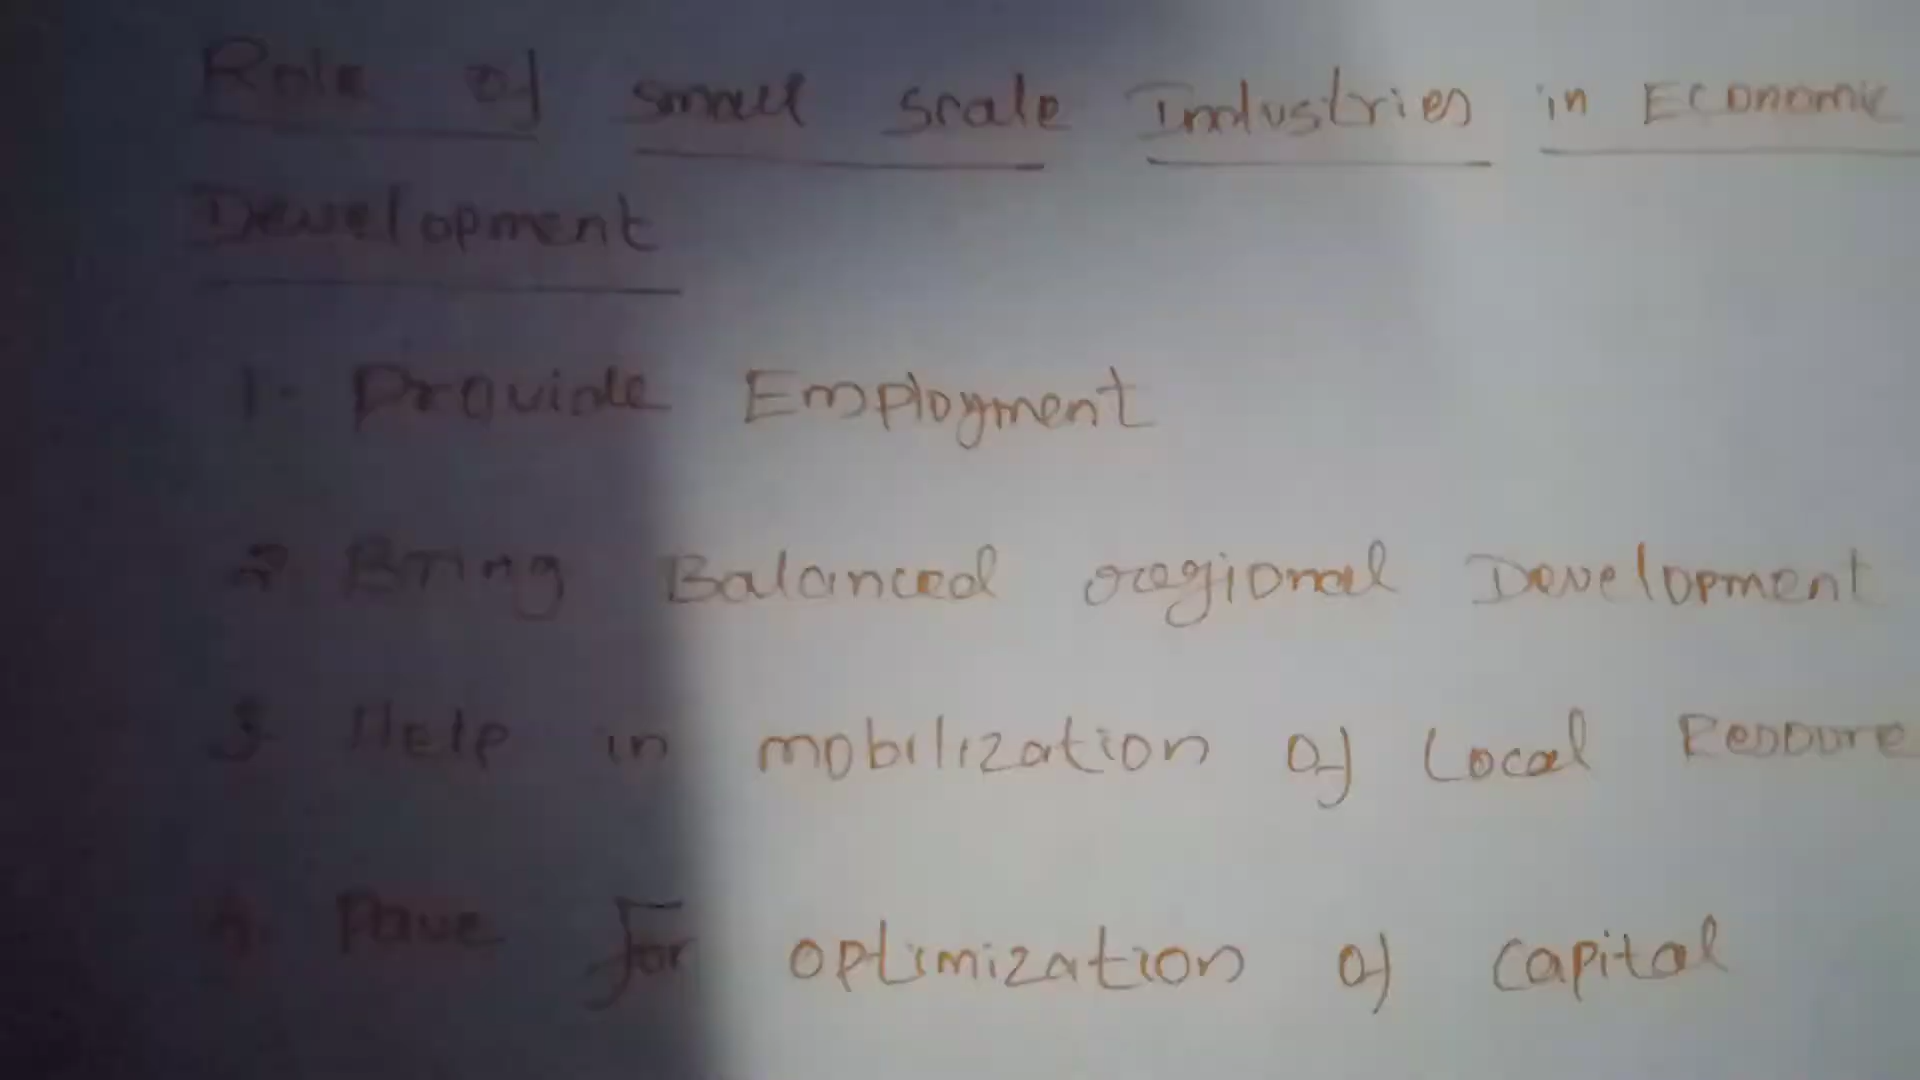 Role of small scale Industries in Economic
Development
1. Provide Employment
2. Bring Balanced regional Development
3. Help in mobilization of Local Resource
4. Pave for optimization of capital